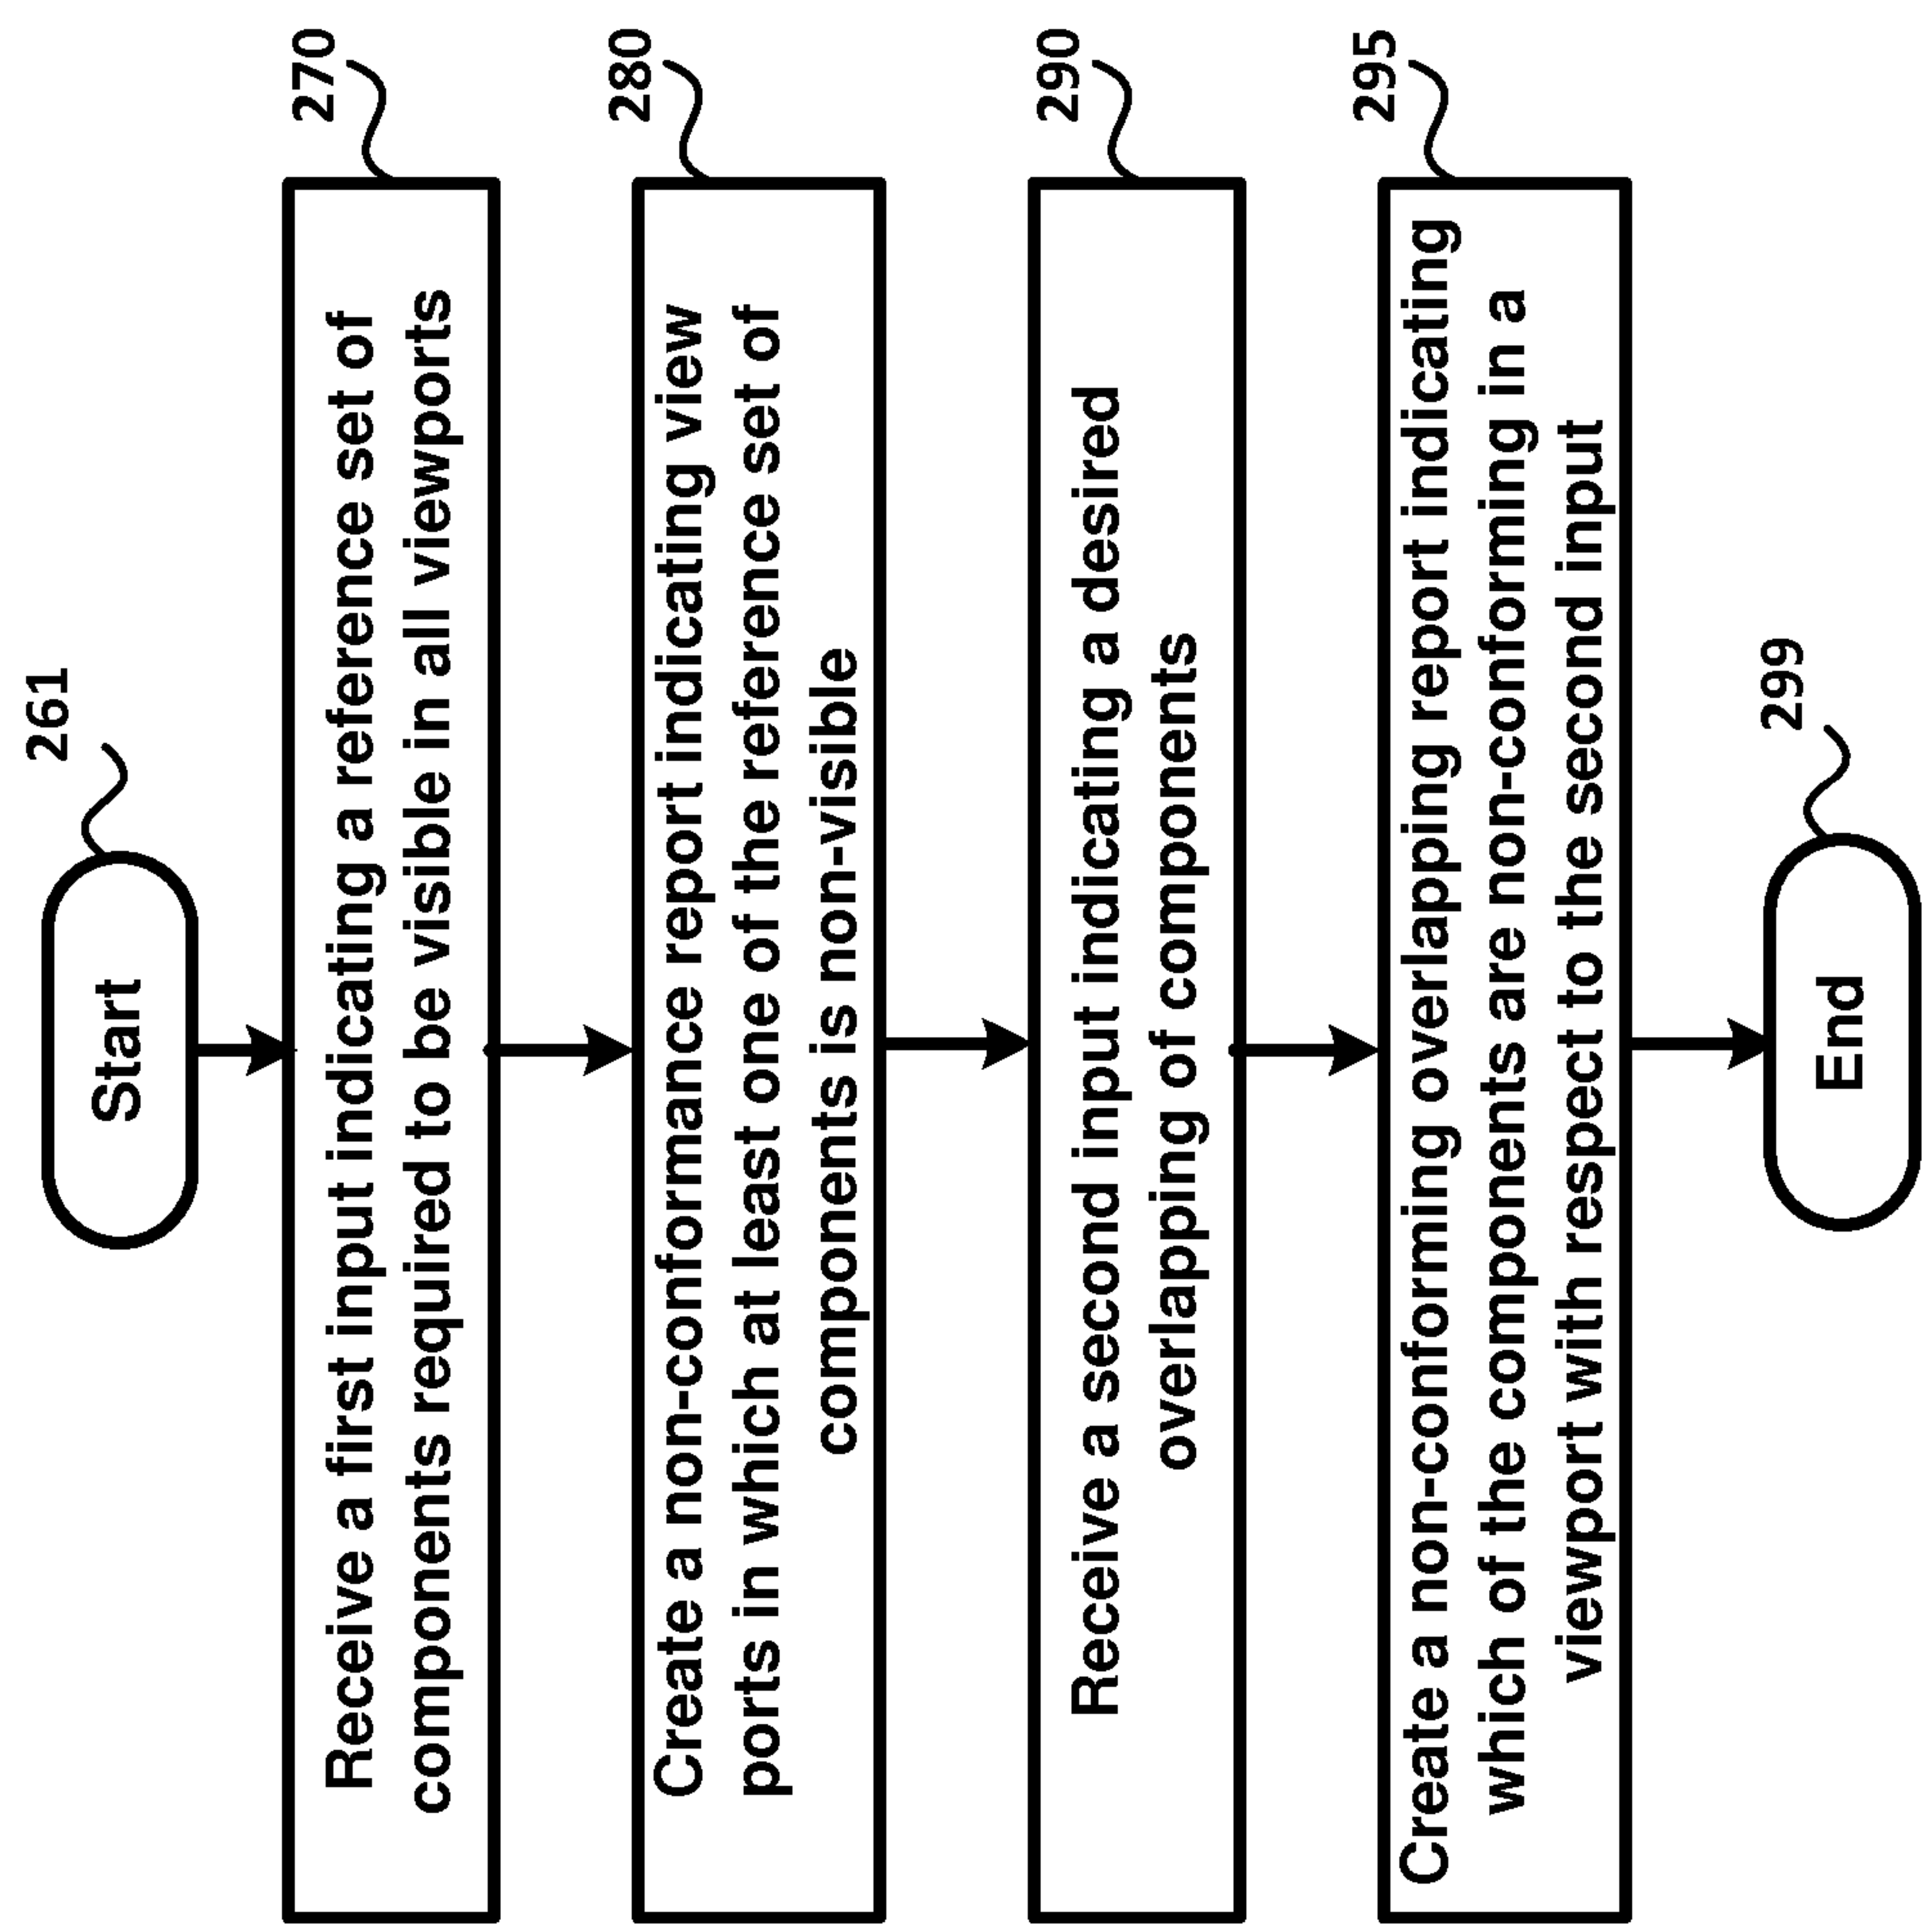 261
Start
270
Receive a first input indicating a reference set of
components required to be visible in all viewports
280
Create a non-conformance report indicating view
ports in which at least one of the reference set of
components is non-visible
290
Receive a second input indicating a desired
overlapping of components
295
Create a non-conforming overlapping report indicating
which of the components are non-conforming in a
viewport with respect to the second input
299
End